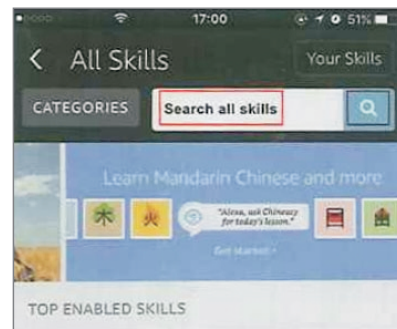 17:00 51%
< All Skills Your Skills
CATEGORIES Search all skills
Learn Mandarin Chinese and more
"Alexa, ask Chineasy
for today's lesson."
Get started ›
TOP ENABLED SKILLS